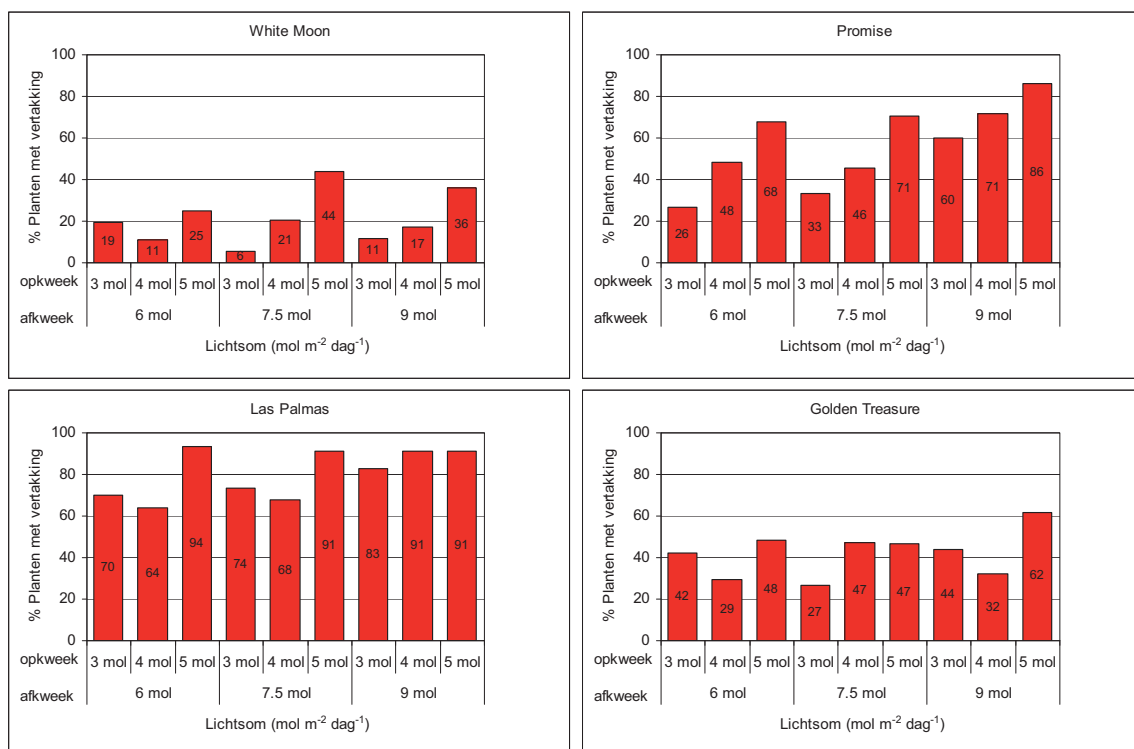 White Moon
% Planten met vertakking
100
80
60
40
20
0
19 11 25 6 21 44 11 17 36
opkweek 3 mol 4 mol 5 mol 3 mol 4 mol 5 mol 3 mol 4 mol 5 mol
afkweek 6 mol 7.5 mol 9 mol
Lichtsom (mol m⁻² dag⁻¹)
Promise
% Planten met vertakking
100
80
60
40
20
0
26 48 68 33 46 71 60 71 86
opkweek 3 mol 4 mol 5 mol 3 mol 4 mol 5 mol 3 mol 4 mol 5 mol
afkweek 6 mol 7.5 mol 9 mol
Lichtsom (mol m⁻² dag⁻¹)
Las Palmas
% Planten met vertakking
100
80
60
40
20
0
70 64 94 74 68 91 83 91 91
opkweek 3 mol 4 mol 5 mol 3 mol 4 mol 5 mol 3 mol 4 mol 5 mol
afkweek 6 mol 7.5 mol 9 mol
Lichtsom (mol m⁻² dag⁻¹)
Golden Treasure
% Planten met vertakking
100
80
60
40
20
0
42 29 48 27 47 47 44 32 62
opkweek 3 mol 4 mol 5 mol 3 mol 4 mol 5 mol 3 mol 4 mol 5 mol
afkweek 6 mol 7.5 mol 9 mol
Lichtsom (mol m⁻² dag⁻¹)